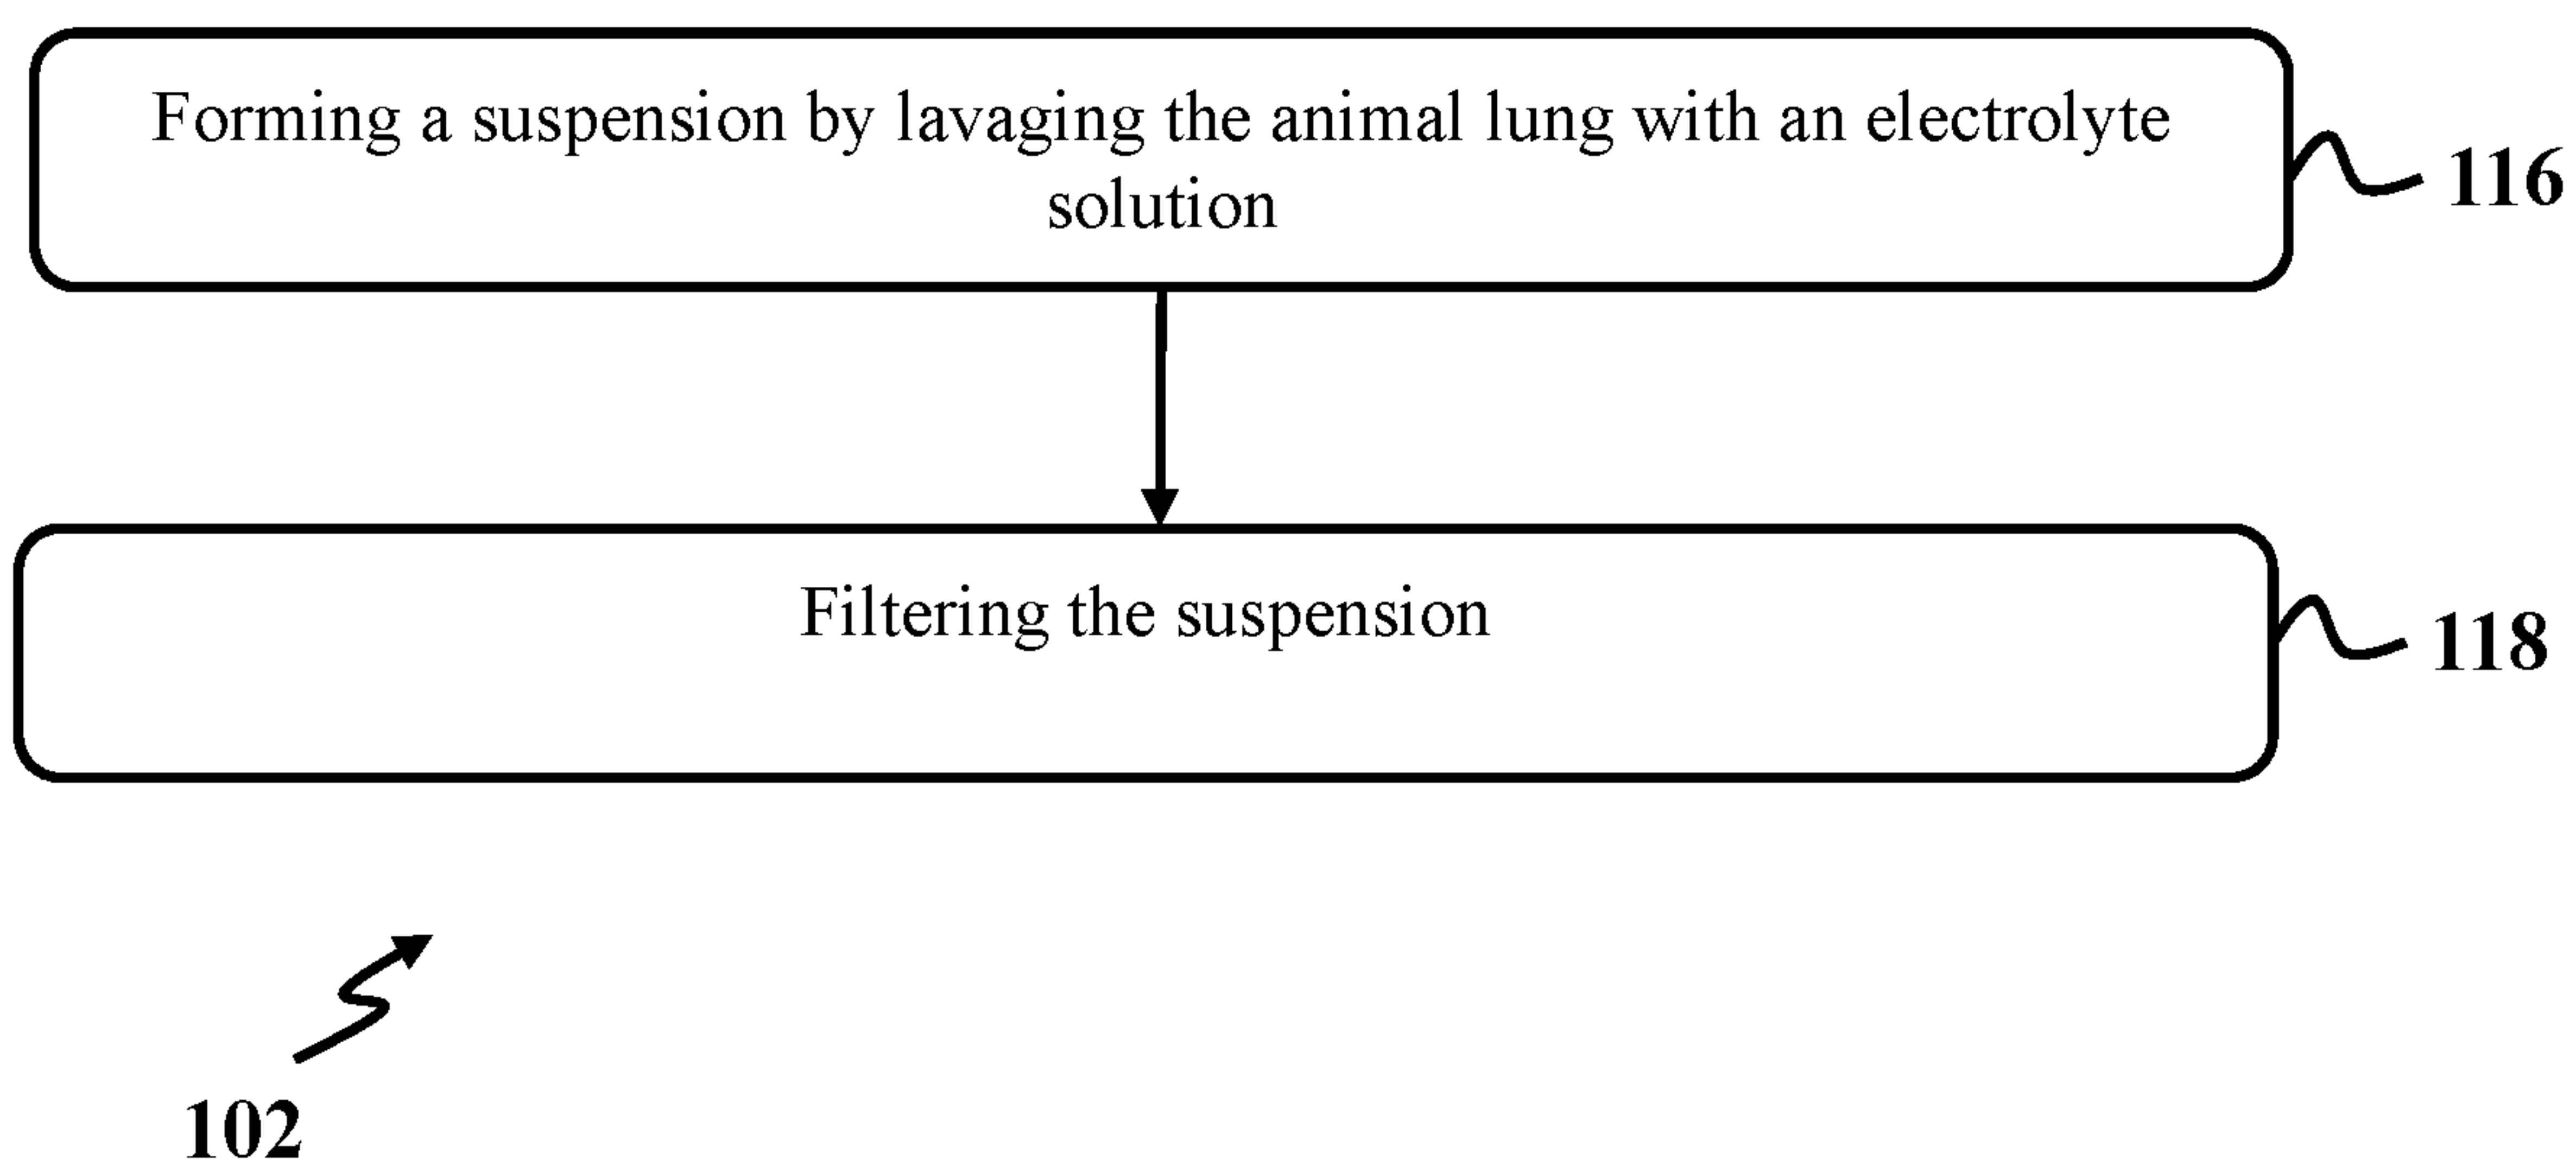 Forming a suspension by lavaging the animal lung with an electrolyte
solution
116
Filtering the suspension
118
102